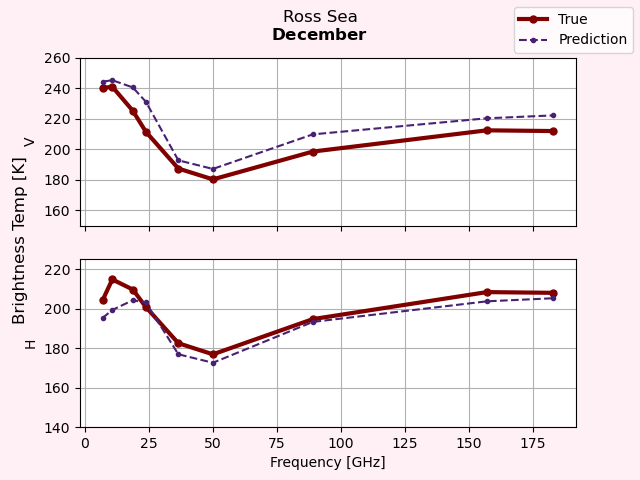 Ross Sea
December
True
Prediction
260
240
220
200
180
160
V
Brightness Temp [K]
220
200
180
160
140
H
0 25 50 75 100 125 150 175
Frequency [GHz]